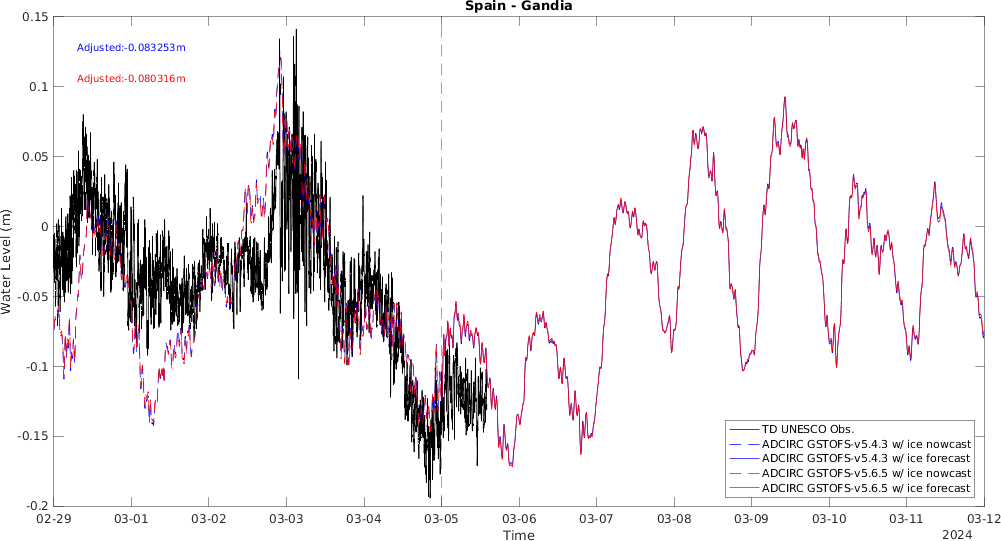 Spain - Gandia
0.15
0.1
0.05
0
-0.05
-0.1
-0.15
-0.2
Water Level (m)
Adjusted:-0.083253m
Adjusted:-0.080316m
TD UNESCO Obs.
ADCIRC GSTOFS-v5.4.3 w/ ice nowcast
ADCIRC GSTOFS-v5.4.3 w/ ice forecast
ADCIRC GSTOFS-v5.6.5 w/ ice nowcast
ADCIRC GSTOFS-v5.6.5 w/ ice forecast
02-29 03-01 03-02 03-03 03-04 03-05 03-06 03-07 03-08 03-09 03-10 03-11 03-12
Time
2024